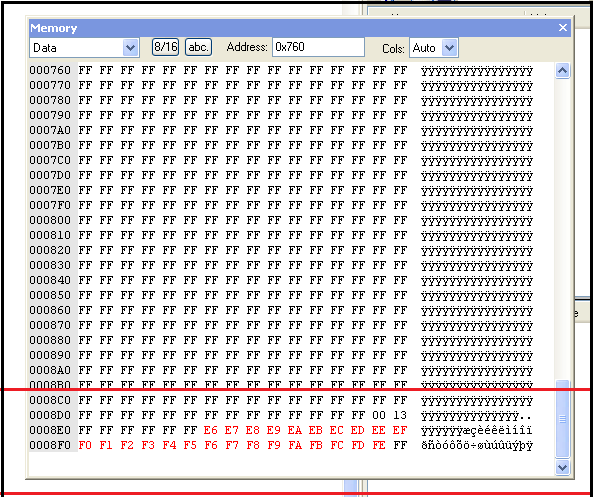 Memory
Data 8/16 abc. Address: 0x760 Cols: Auto
000760 FF FF FF FF FF FF FF FF FF FF FF FF FF FF FF FF ÿÿÿÿÿÿÿÿÿÿÿÿÿÿÿÿ
000770 FF FF FF FF FF FF FF FF FF FF FF FF FF FF FF FF ÿÿÿÿÿÿÿÿÿÿÿÿÿÿÿÿ
000780 FF FF FF FF FF FF FF FF FF FF FF FF FF FF FF FF ÿÿÿÿÿÿÿÿÿÿÿÿÿÿÿÿ
000790 FF FF FF FF FF FF FF FF FF FF FF FF FF FF FF FF ÿÿÿÿÿÿÿÿÿÿÿÿÿÿÿÿ
0007A0 FF FF FF FF FF FF FF FF FF FF FF FF FF FF FF FF ÿÿÿÿÿÿÿÿÿÿÿÿÿÿÿÿ
0007B0 FF FF FF FF FF FF FF FF FF FF FF FF FF FF FF FF ÿÿÿÿÿÿÿÿÿÿÿÿÿÿÿÿ
0007C0 FF FF FF FF FF FF FF FF FF FF FF FF FF FF FF FF ÿÿÿÿÿÿÿÿÿÿÿÿÿÿÿÿ
0007D0 FF FF FF FF FF FF FF FF FF FF FF FF FF FF FF FF ÿÿÿÿÿÿÿÿÿÿÿÿÿÿÿÿ
0007E0 FF FF FF FF FF FF FF FF FF FF FF FF FF FF FF FF ÿÿÿÿÿÿÿÿÿÿÿÿÿÿÿÿ
0007F0 FF FF FF FF FF FF FF FF FF FF FF FF FF FF FF FF ÿÿÿÿÿÿÿÿÿÿÿÿÿÿÿÿ
000800 FF FF FF FF FF FF FF FF FF FF FF FF FF FF FF FF ÿÿÿÿÿÿÿÿÿÿÿÿÿÿÿÿ
000810 FF FF FF FF FF FF FF FF FF FF FF FF FF FF FF FF ÿÿÿÿÿÿÿÿÿÿÿÿÿÿÿÿ
000820 FF FF FF FF FF FF FF FF FF FF FF FF FF FF FF FF ÿÿÿÿÿÿÿÿÿÿÿÿÿÿÿÿ
000830 FF FF FF FF FF FF FF FF FF FF FF FF FF FF FF FF ÿÿÿÿÿÿÿÿÿÿÿÿÿÿÿÿ
000840 FF FF FF FF FF FF FF FF FF FF FF FF FF FF FF FF ÿÿÿÿÿÿÿÿÿÿÿÿÿÿÿÿ
000850 FF FF FF FF FF FF FF FF FF FF FF FF FF FF FF FF ÿÿÿÿÿÿÿÿÿÿÿÿÿÿÿÿ
000860 FF FF FF FF FF FF FF FF FF FF FF FF FF FF FF FF ÿÿÿÿÿÿÿÿÿÿÿÿÿÿÿÿ
000870 FF FF FF FF FF FF FF FF FF FF FF FF FF FF FF FF ÿÿÿÿÿÿÿÿÿÿÿÿÿÿÿÿ
000880 FF FF FF FF FF FF FF FF FF FF FF FF FF FF FF FF ÿÿÿÿÿÿÿÿÿÿÿÿÿÿÿÿ
000890 FF FF FF FF FF FF FF FF FF FF FF FF FF FF FF FF ÿÿÿÿÿÿÿÿÿÿÿÿÿÿÿÿ
0008A0 FF FF FF FF FF FF FF FF FF FF FF FF FF FF FF FF ÿÿÿÿÿÿÿÿÿÿÿÿÿÿÿÿ
0008B0 FF FF FF FF FF FF FF FF FF FF FF FF FF FF FF FF ÿÿÿÿÿÿÿÿÿÿÿÿÿÿÿÿ
0008C0 FF FF FF FF FF FF FF FF FF FF FF FF FF FF FF FF ÿÿÿÿÿÿÿÿÿÿÿÿÿÿÿÿ
0008D0 FF FF FF FF FF FF FF FF FF FF FF FF FF FF 00 13 ÿÿÿÿÿÿÿÿÿÿÿÿÿÿ..
0008E0 FF FF FF FF FF FF E6 E7 E8 E9 EA EB EC ED EE EF ÿÿÿÿÿÿæçèéêëìíîï
0008F0 F0 F1 F2 F3 F4 F5 F6 F7 F8 F9 FA FB FC FD FE FF ðñòóôõö÷øùúûüýþÿ